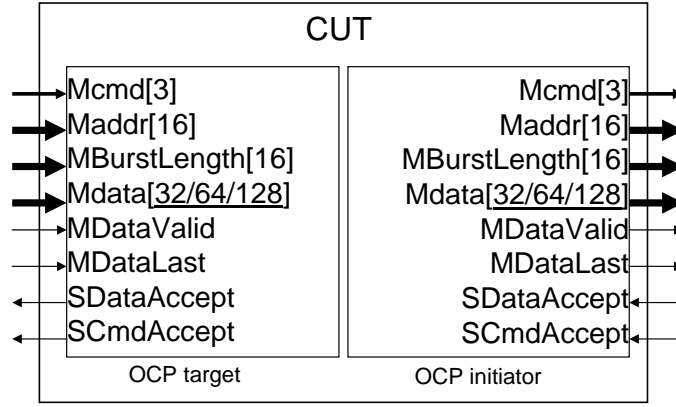 CUT
Mcmd[3]
Maddr[16]
MBurstLength[16]
Mdata[32/64/128]
MDataValid
MDataLast
SDataAccept
SCmdAccept
OCP target
Mcmd[3]
Maddr[16]
MBurstLength[16]
Mdata[32/64/128]
MDataValid
MDataLast
SDataAccept
SCmdAccept
OCP initiator